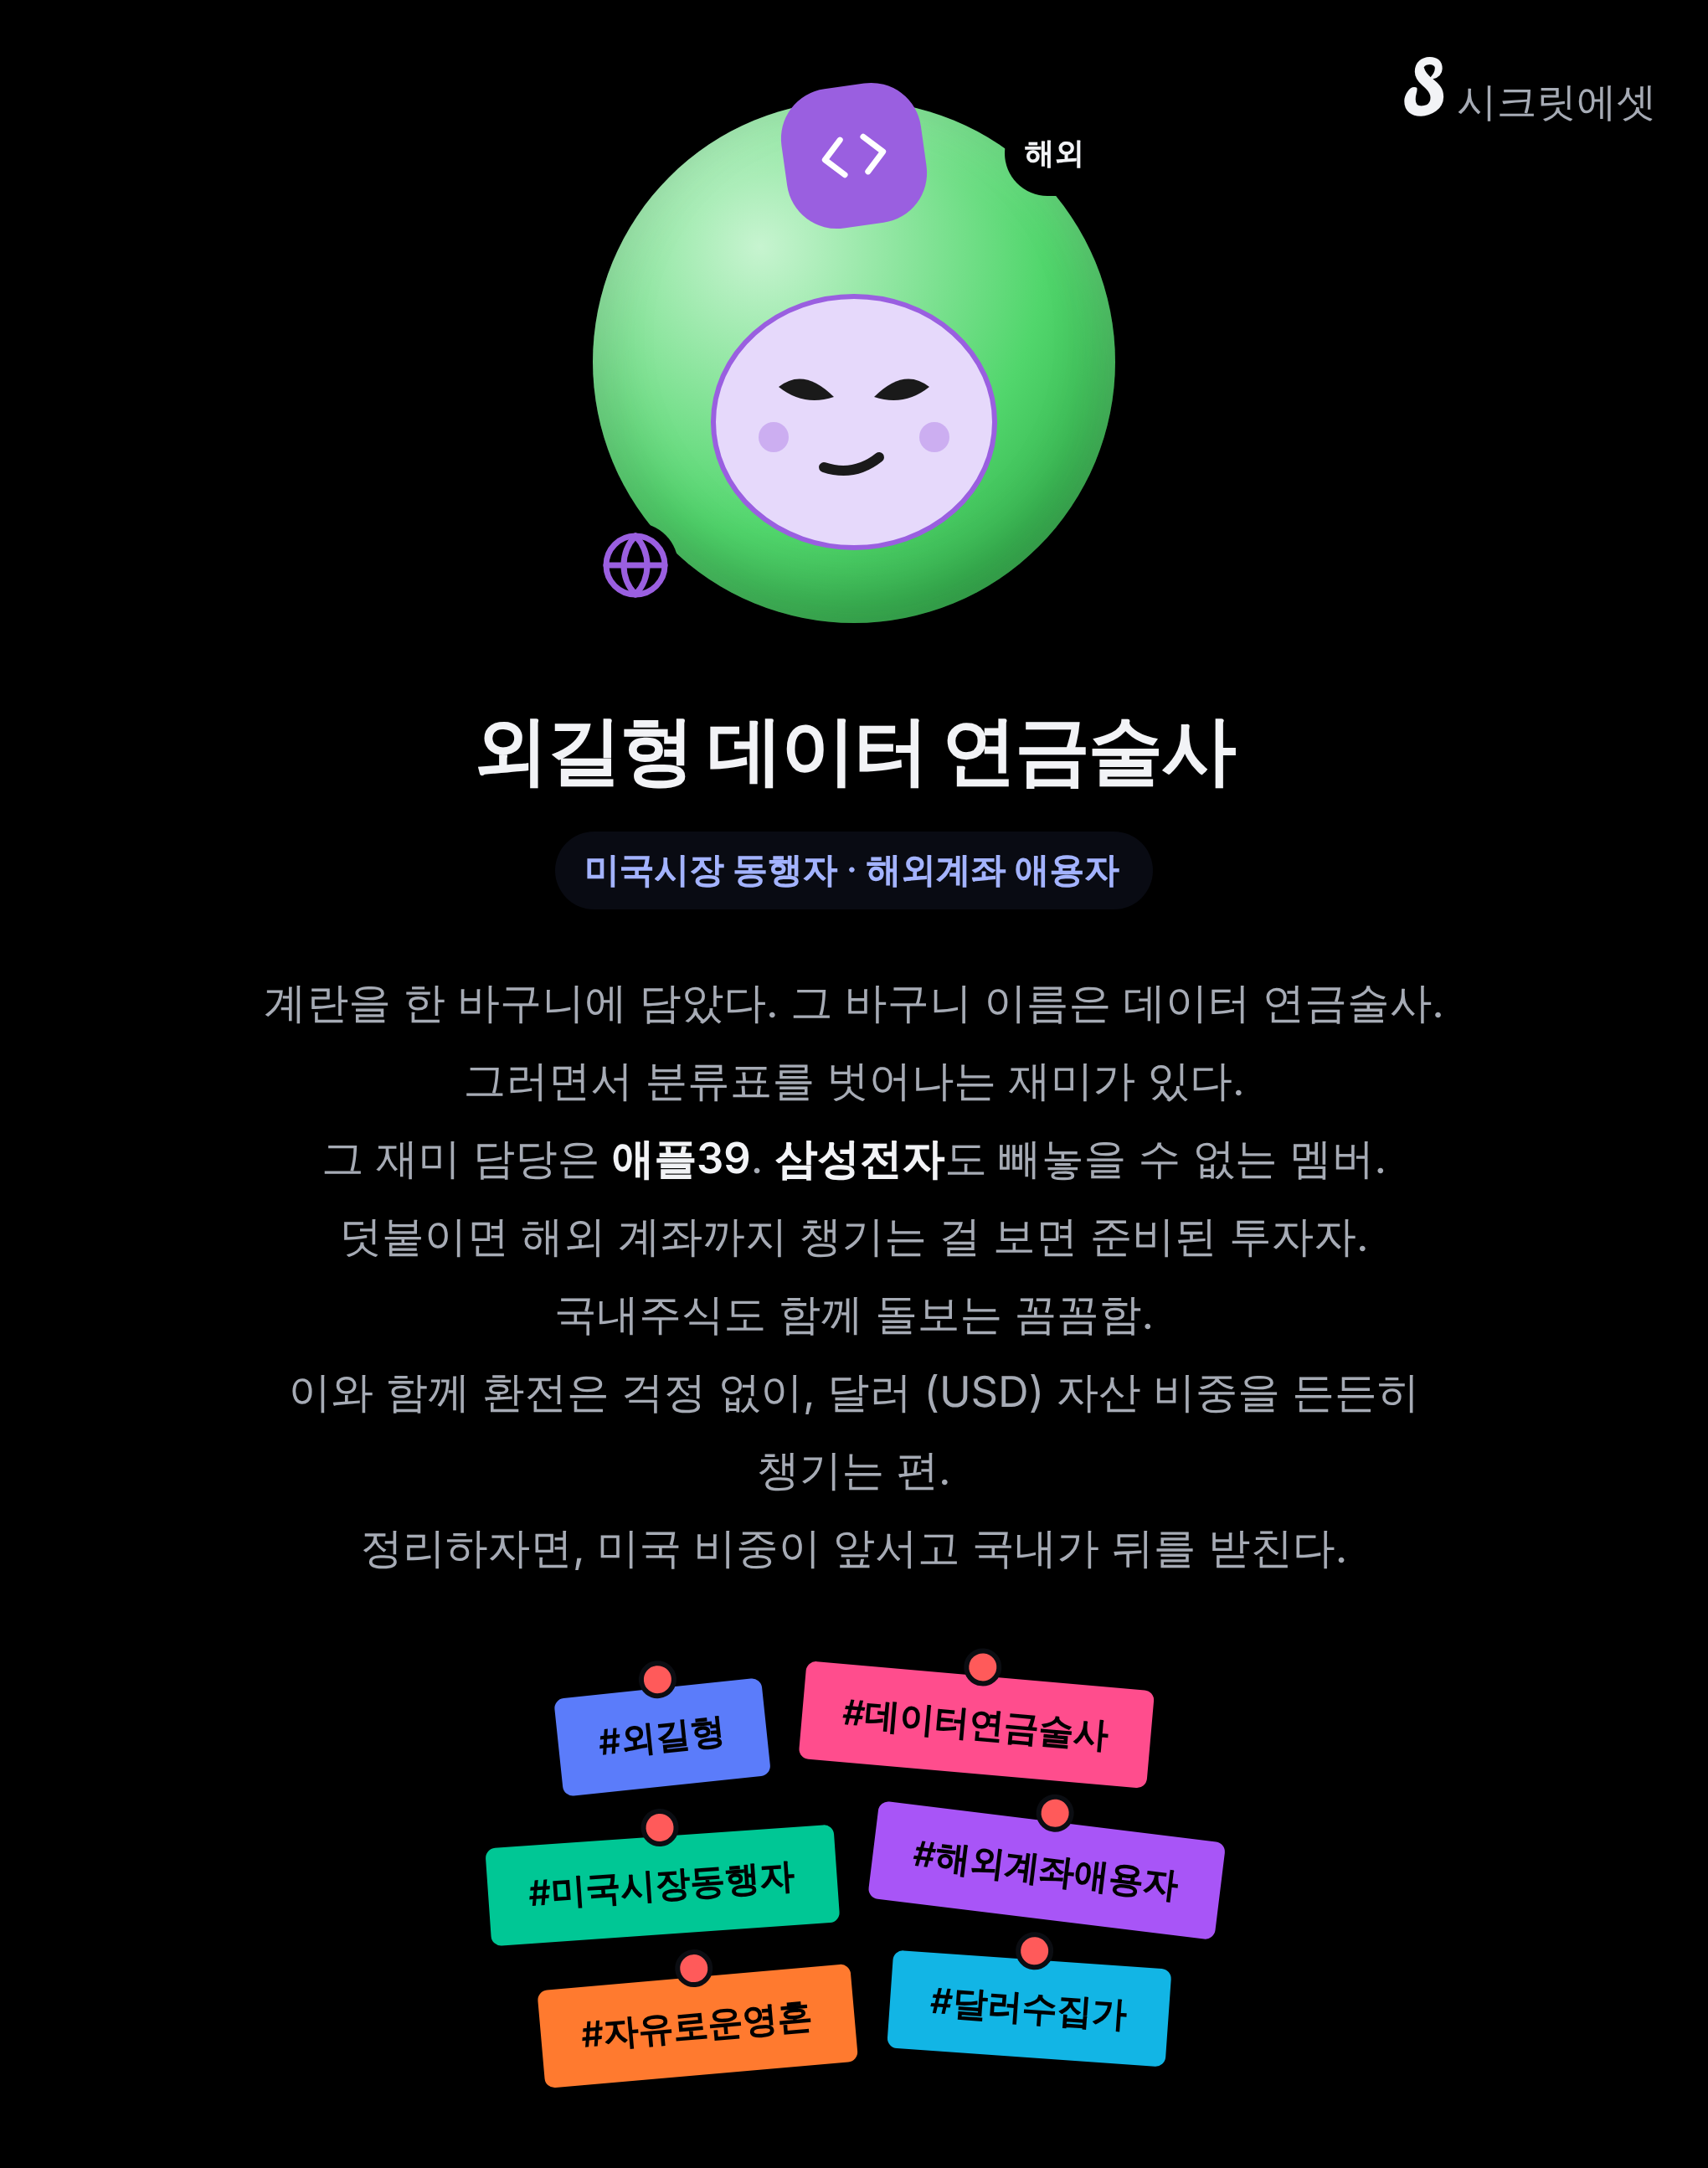 시크릿에셋
해외
외길형 데이터 연금술사
미국시장 동행자 · 해외계좌 애용자
계란을 한 바구니에 담았다. 그 바구니 이름은 데이터 연금술사.
그러면서 분류표를 벗어나는 재미가 있다.
그 재미 담당은 애플39. 삼성전자도 빼놓을 수 없는 멤버.
덧붙이면 해외 계좌까지 챙기는 걸 보면 준비된 투자자.
국내주식도 함께 돌보는 꼼꼼함.
이와 함께 환전은 걱정 없이, 달러 (USD) 자산 비중을 든든히
챙기는 편.
정리하자면, 미국 비중이 앞서고 국내가 뒤를 받친다.
#외길형
#데이터연금술사
#미국시장동행자
#해외계좌애용자
#자유로운영혼
#달러수집가